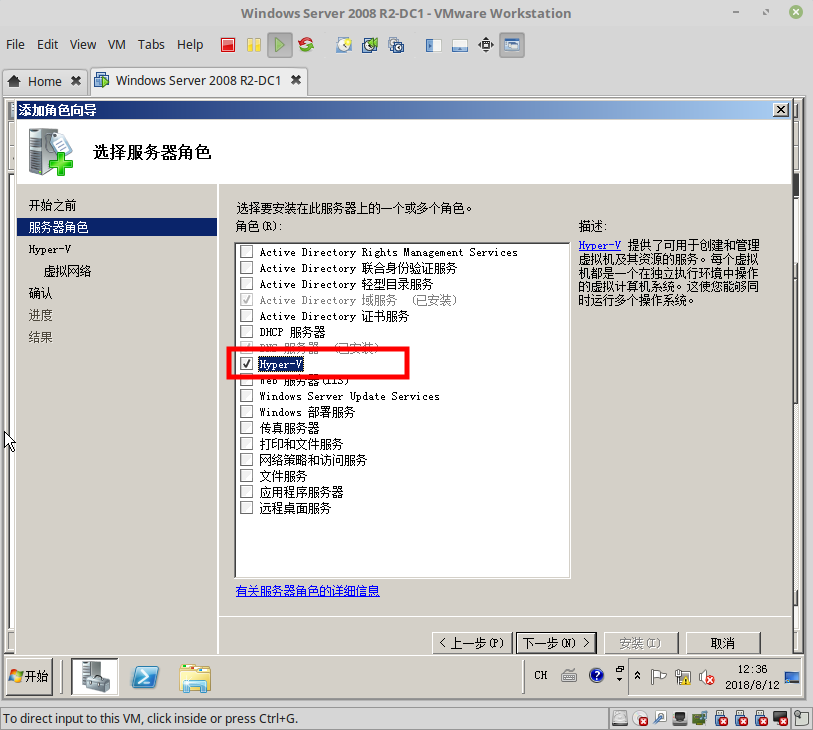 Windows Server 2008 R2-DC1 - VMware Workstation
File Edit View VM Tabs Help
Home
Windows Server 2008 R2-DC1
添加角色向导
选择服务器角色
开始之前
服务器角色
Hyper-V
虚拟网络
确认
进度
结果
选择要安装在此服务器上的一个或多个角色。
角色(R):
Active Directory Rights Management Services
Active Directory 联合身份验证服务
Active Directory 轻型目录服务
Active Directory 域服务 (已安装)
Active Directory 证书服务
DHCP 服务器
DNS 服务器 (已安装)
Hyper-V
Web 服务器(IIS)
Windows Server Update Services
Windows 部署服务
传真服务器
打印和文件服务
网络策略和访问服务
文件服务
应用程序服务器
远程桌面服务
有关服务器角色的详细信息
描述:
Hyper-V 提供了可用于创建和管理
虚拟机及其资源的服务。每个虚拟
机都是一个在独立执行环境中操作
的虚拟计算机系统。这使您能够同
时运行多个操作系统。
< 上一步(P) 下一步(N) > 安装(I) 取消
开始
CH
12:36
2018/8/12
To direct input to this VM, click inside or press Ctrl+G.